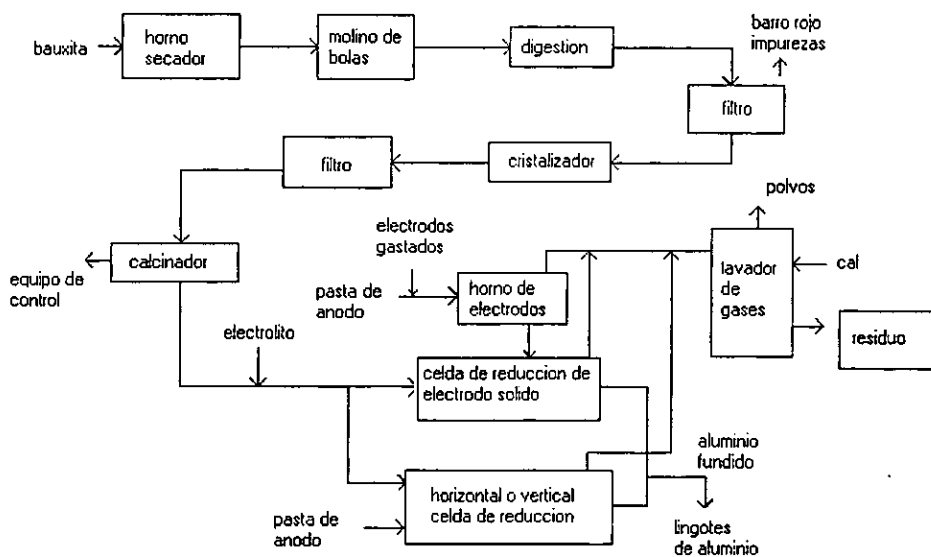 bauxita
horno
secador
molino de
bolas
digestion
barro rojo
impurezas
filtro
cristalizador
filtro
calcinador
equipo de
control
electrodos
gastados
pasta de
anodo
horno de
electrodos
polvos
lavador
de
gases
cal
residuo
electrolito
celda de reduccion de
electrodo solido
horizontal o vertical
celda de reduccion
pasta de
anodo
aluminio
fundido
lingotes
de aluminio